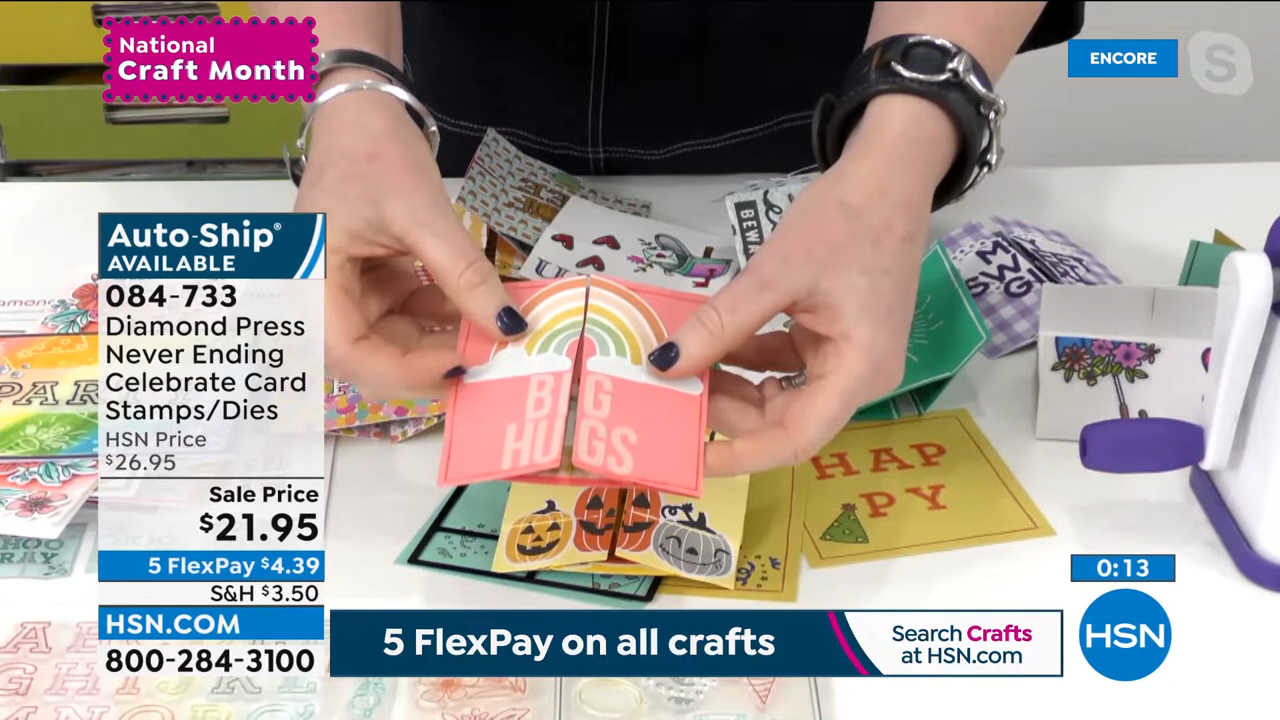 National
Craft Month
ENCORE
S
Auto-Ship®
AVAILABLE
084-733
Diamond Press
Never Ending
Celebrate Card
Stamps/Dies
HSN Price
$26.95
Sale Price
$21.95
5 FlexPay $4.39
S&H $3.50
HSN.COM
800-284-3100
BIG
HUGS
HAP
PY
0:13
5 FlexPay on all crafts
Search Crafts
at HSN.com
HSN